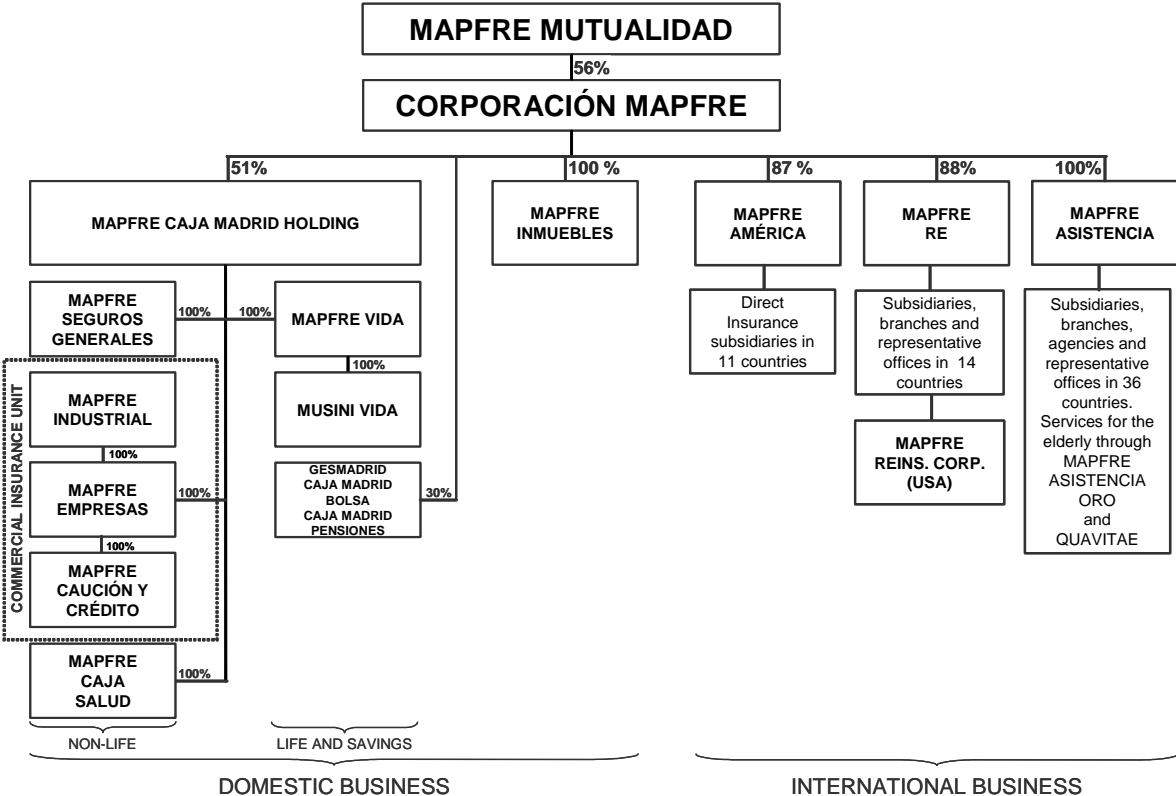 MAPFRE MUTUALIDAD
56%
CORPORACIÓN MAPFRE
51%
100 %
87 %
88%
100%
MAPFRE CAJA MADRID HOLDING
MAPFRE
INMUEBLES
MAPFRE
AMÉRICA
MAPFRE
RE
MAPFRE
ASISTENCIA
MAPFRE
SEGUROS
GENERALES
100%
100%
MAPFRE VIDA
100%
MUSINI VIDA
GESMADRID
CAJA MADRID
BOLSA
CAJA MADRID
PENSIONES
30%
COMMERCIAL INSURANCE UNIT
MAPFRE
INDUSTRIAL
100%
MAPFRE
EMPRESAS
100%
100%
MAPFRE
CAUCIÓN Y
CRÉDITO
MAPFRE
CAJA
SALUD
100%
Direct
Insurance
subsidiaries in
11 countries
Subsidiaries,
branches and
representative
offices in 14
countries
MAPFRE
REINS. CORP.
(USA)
Subsidiaries,
branches,
agencies and
representative
offices in 36
countries.
Services for the
elderly through
MAPFRE
ASISTENCIA
ORO
and
QUAVITAE
NON-LIFE
LIFE AND SAVINGS
DOMESTIC BUSINESS
INTERNATIONAL BUSINESS